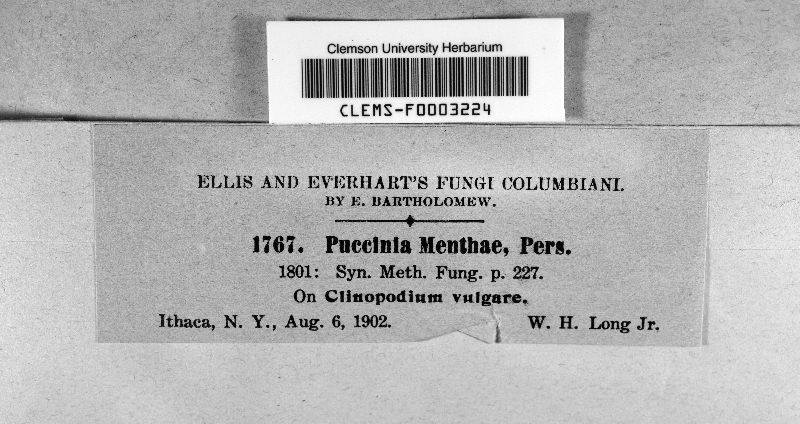 Clemson University Herbarium
CLEMS-F0003224
ELLIS AND EVERHART'S FUNGI COLUMBIANI.
BY E. BARTHOLOMEW.
1767. Puccinia Menthae, Pers.
1801: Syn. Meth. Fung. p. 227.
On Clinopodium vulgare.
Ithaca, N. Y., Aug. 6, 1902. W. H. Long Jr.